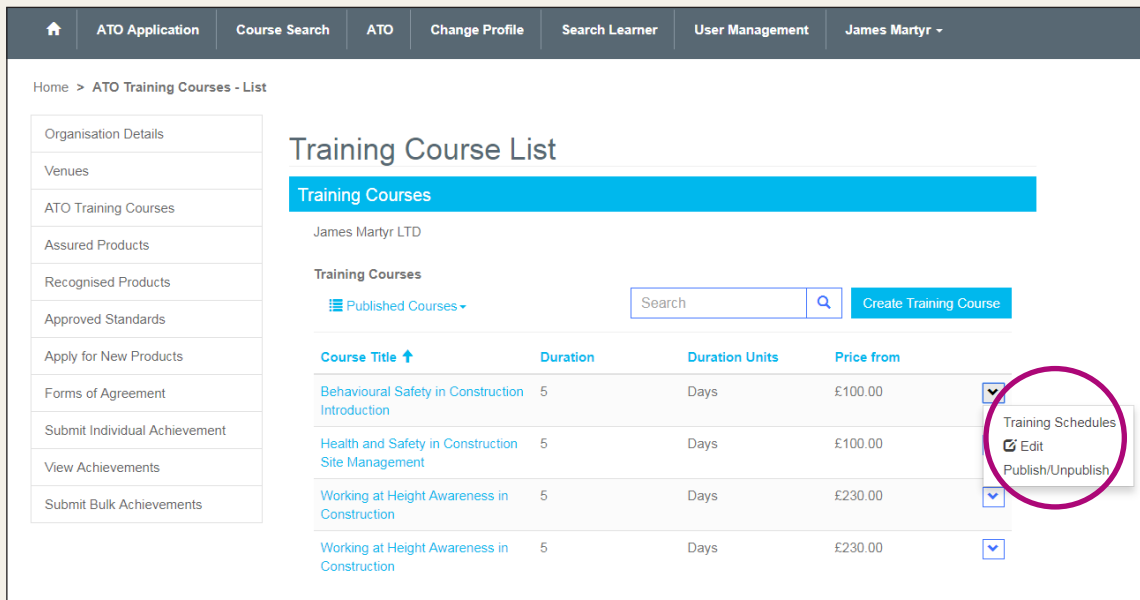 ATO Application Course Search ATO Change Profile Search Learner User Management James Martyr
Home > ATO Training Courses - List
Organisation Details
Venues
ATO Training Courses
Assured Products
Recognised Products
Approved Standards
Apply for New Products
Forms of Agreement
Submit Individual Achievement
View Achievements
Submit Bulk Achievements
Training Course List
Training Courses
James Martyr LTD
Training Courses
Published Courses Search Create Training Course
Course Title Duration Duration Units Price from
Behavioural Safety in Construction 5 Days £100.00
Introduction
Health and Safety in Construction 5 Days £100.00
Site Management
Working at Height Awareness in 5 Days £230.00
Construction
Working at Height Awareness in 5 Days £230.00
Construction
Training Schedules
Edit
Publish/Unpublish